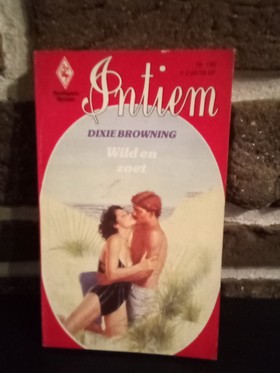 Intiem
DIXIE BROWNING
Wild en
zoet